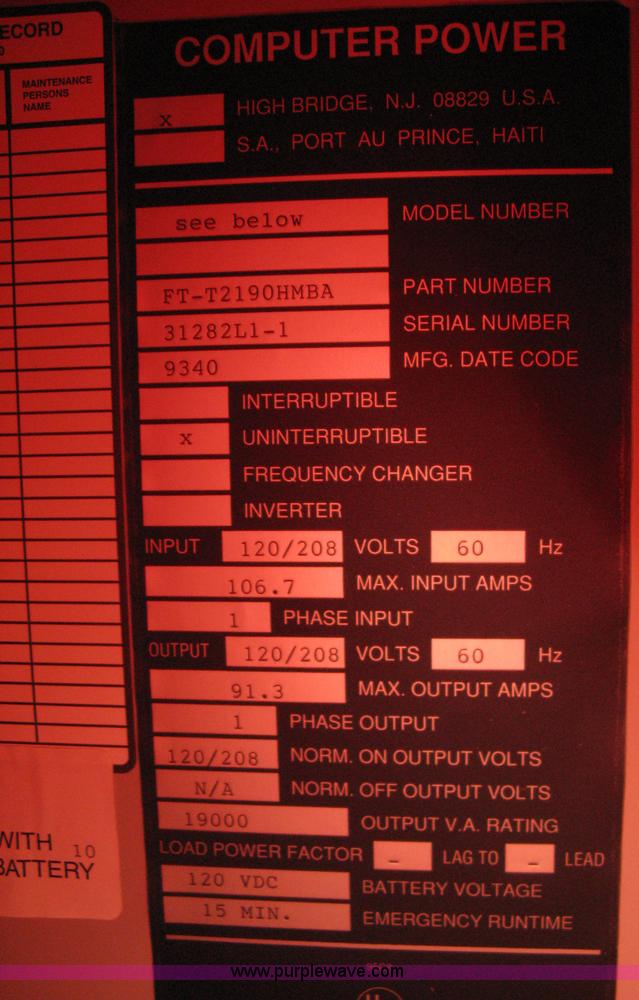 ECORD
MAINTENANCE
PERSONS
NAME
WITH 10
BATTERY
COMPUTER POWER
x HIGH BRIDGE, N.J. 08829 U.S.A.
S.A., PORT AU PRINCE, HAITI
see below MODEL NUMBER
FT-T2190HMBA PART NUMBER
31282L1-1 SERIAL NUMBER
9340 MFG. DATE CODE
INTERRUPTIBLE
x UNINTERRUPTIBLE
FREQUENCY CHANGER
INVERTER
INPUT 120/208 VOLTS 60 Hz
106.7 MAX. INPUT AMPS
1 PHASE INPUT
OUTPUT 120/208 VOLTS 60 Hz
91.3 MAX. OUTPUT AMPS
1 PHASE OUTPUT
120/208 NORM. ON OUTPUT VOLTS
N/A NORM. OFF OUTPUT VOLTS
19000 OUTPUT V.A. RATING
LOAD POWER FACTOR - LAG TO - LEAD
120 VDC BATTERY VOLTAGE
15 MIN. EMERGENCY RUNTIME
www.purplewave.com